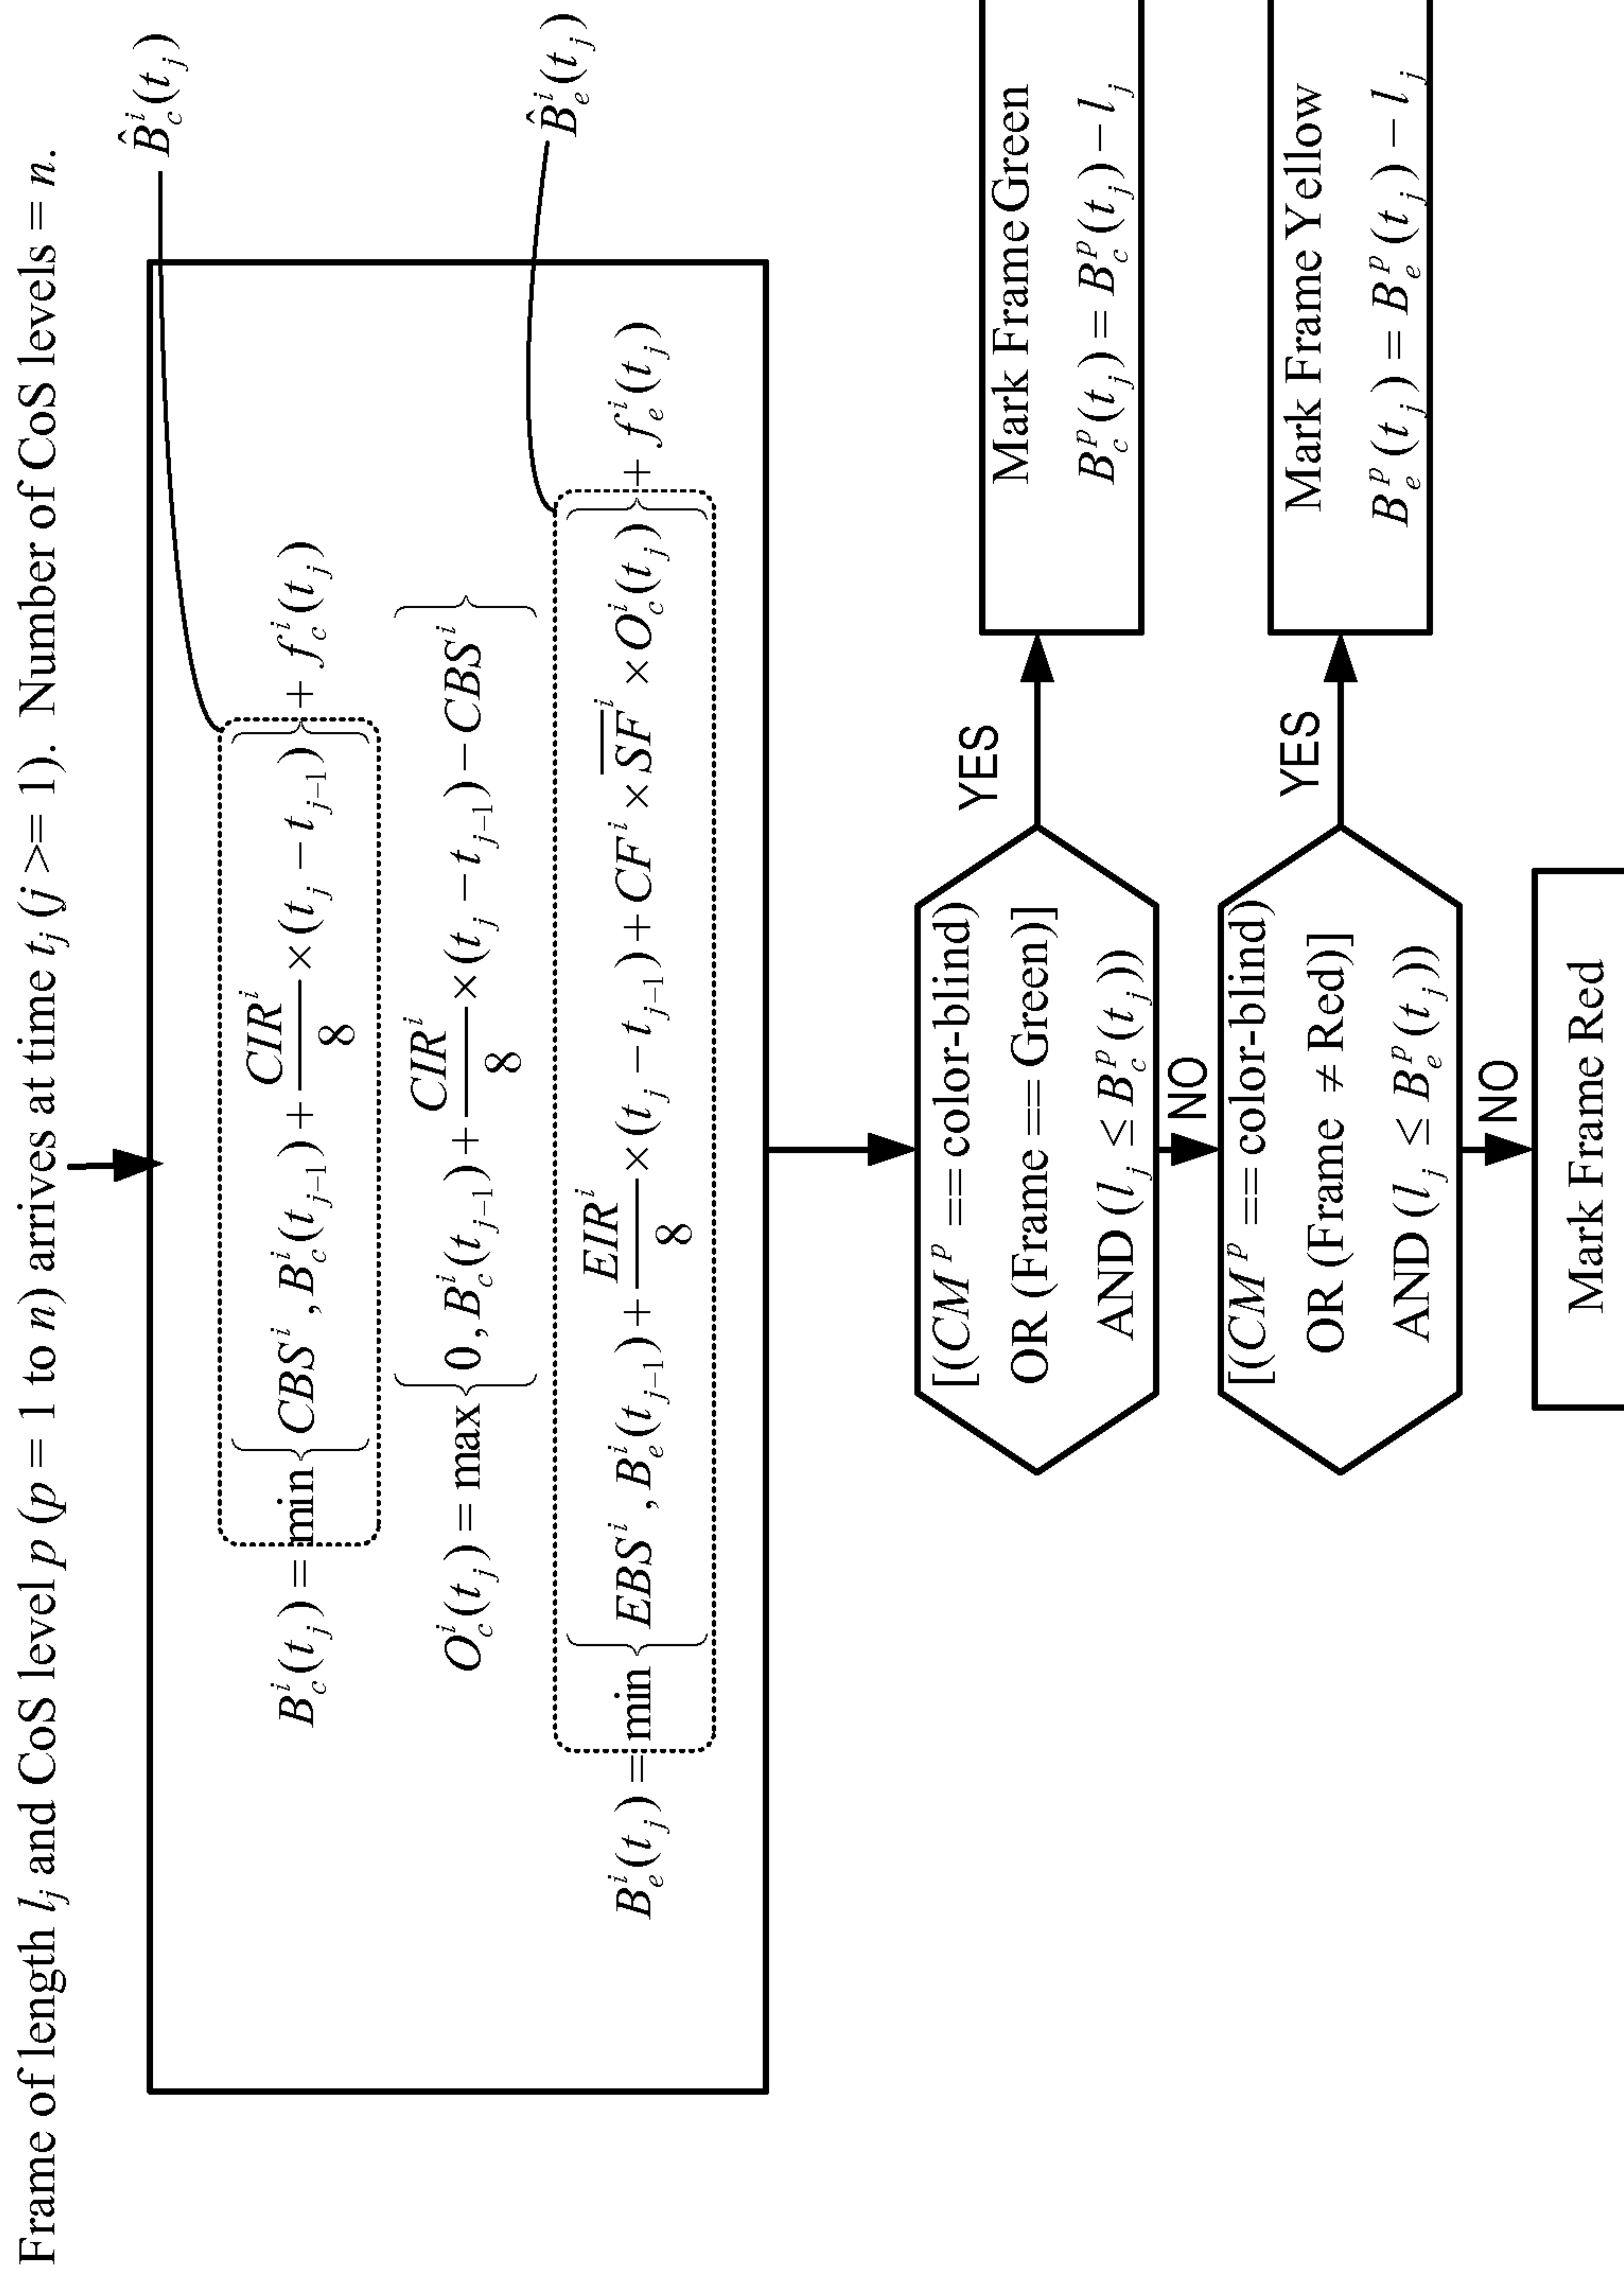 Frame of length l_j and CoS level p (p = 1 to n) arrives at time t_j (j >= 1). Number of CoS levels = n.
B̂_c^i(t_j)
B_c^i(t_j) = min { CBS^i, B_c^i(t_{j−1}) + CIR^i/8 × (t_j − t_{j−1}) } + f_c^i(t_j)
O_c^i(t_j) = max { 0, B_c^i(t_{j−1}) + CIR^i/8 × (t_j − t_{j−1}) − CBS^i }
B̂_e^i(t_j)
B_e^i(t_j) = min { EBS^i, B_e^i(t_{j−1}) + EIR^i/8 × (t_j − t_{j−1}) + CF^i × S̅F̅^i × O_c^i(t_j) } + f_e^i(t_j)
[(CM^p == color-blind)
OR (Frame == Green)]
AND (l_j ≤ B_c^p(t_j)))
YES
Mark Frame Green
B_c^p(t_j) = B_c^p(t_j) − l_j
NO
[(CM^p == color-blind)
OR (Frame ≠ Red)]
AND (l_j ≤ B_e^p(t_j)))
YES
Mark Frame Yellow
B_e^p(t_j) = B_e^p(t_j) − l_j
NO
Mark Frame Red